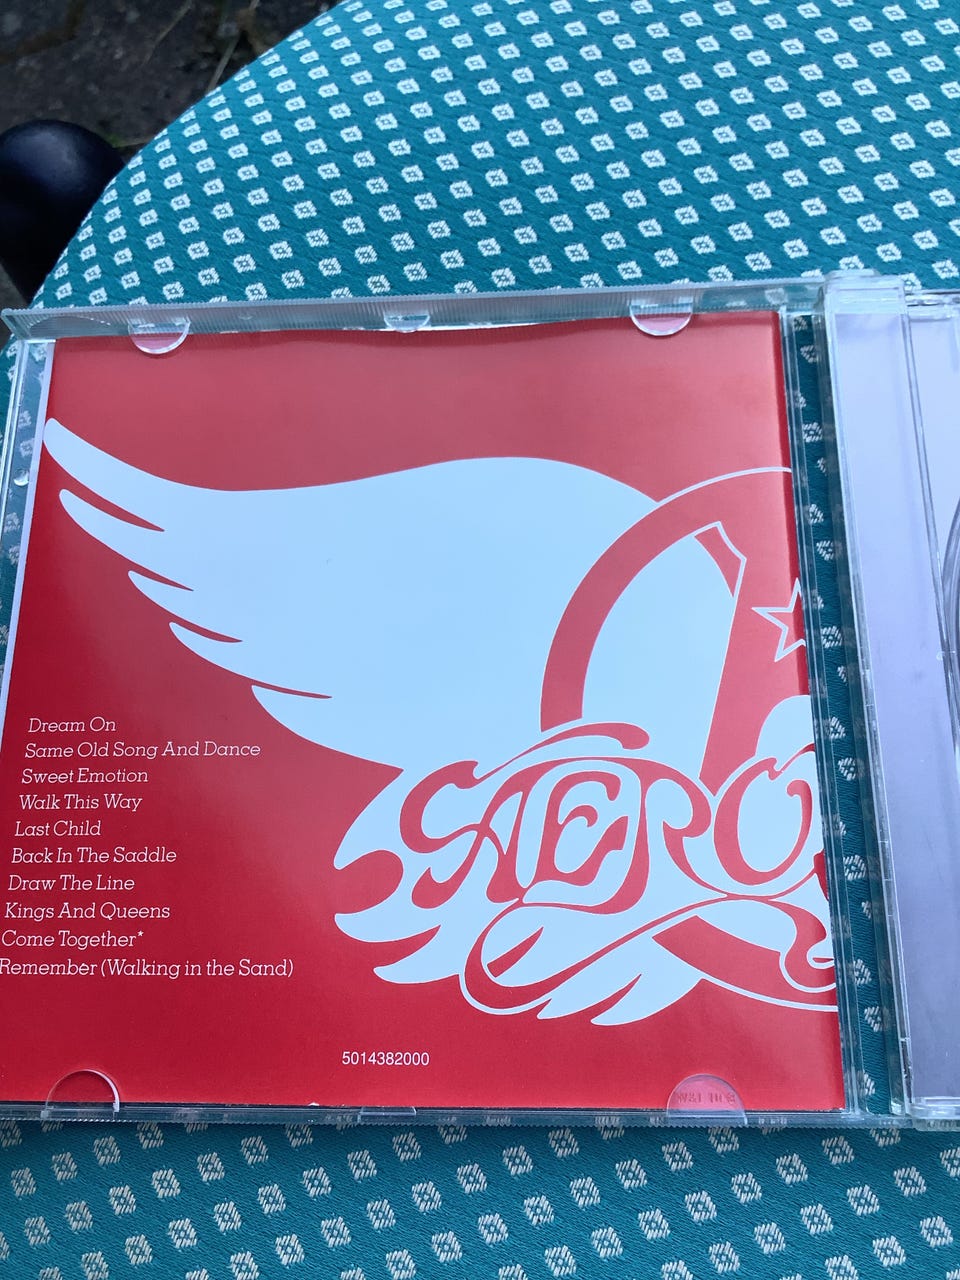 Dream On
Same Old Song And Dance
Sweet Emotion
Walk This Way
Last Child
Back In The Saddle
Draw The Line
Kings And Queens
Come Together*
Remember (Walking in the Sand)
AERO
5014382000